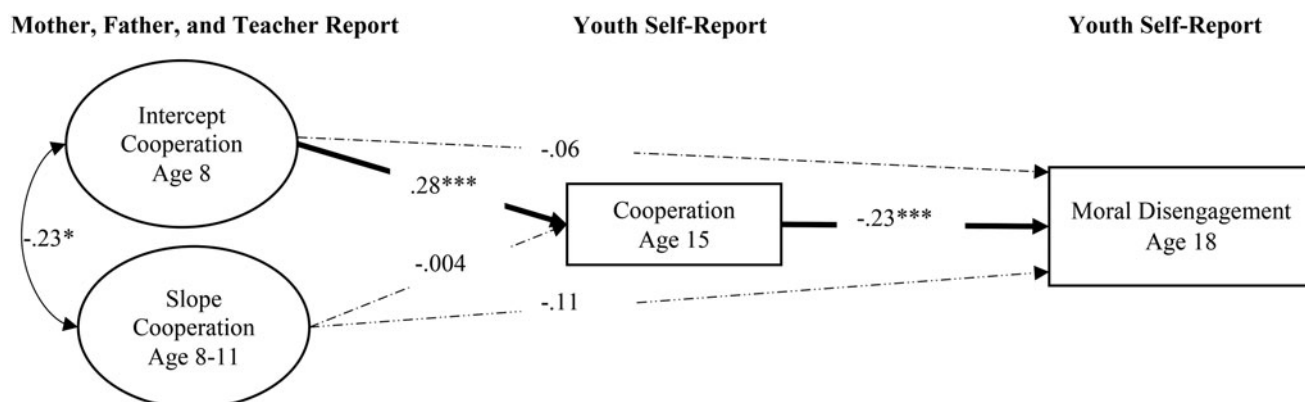 Mother, Father, and Teacher Report
Youth Self-Report
Youth Self-Report
Intercept
Cooperation
Age 8
-.06
.28***
Cooperation
Age 15
-.23***
Moral Disengagement
Age 18
-.23*
-.004
Slope
Cooperation
Age 8-11
-.11